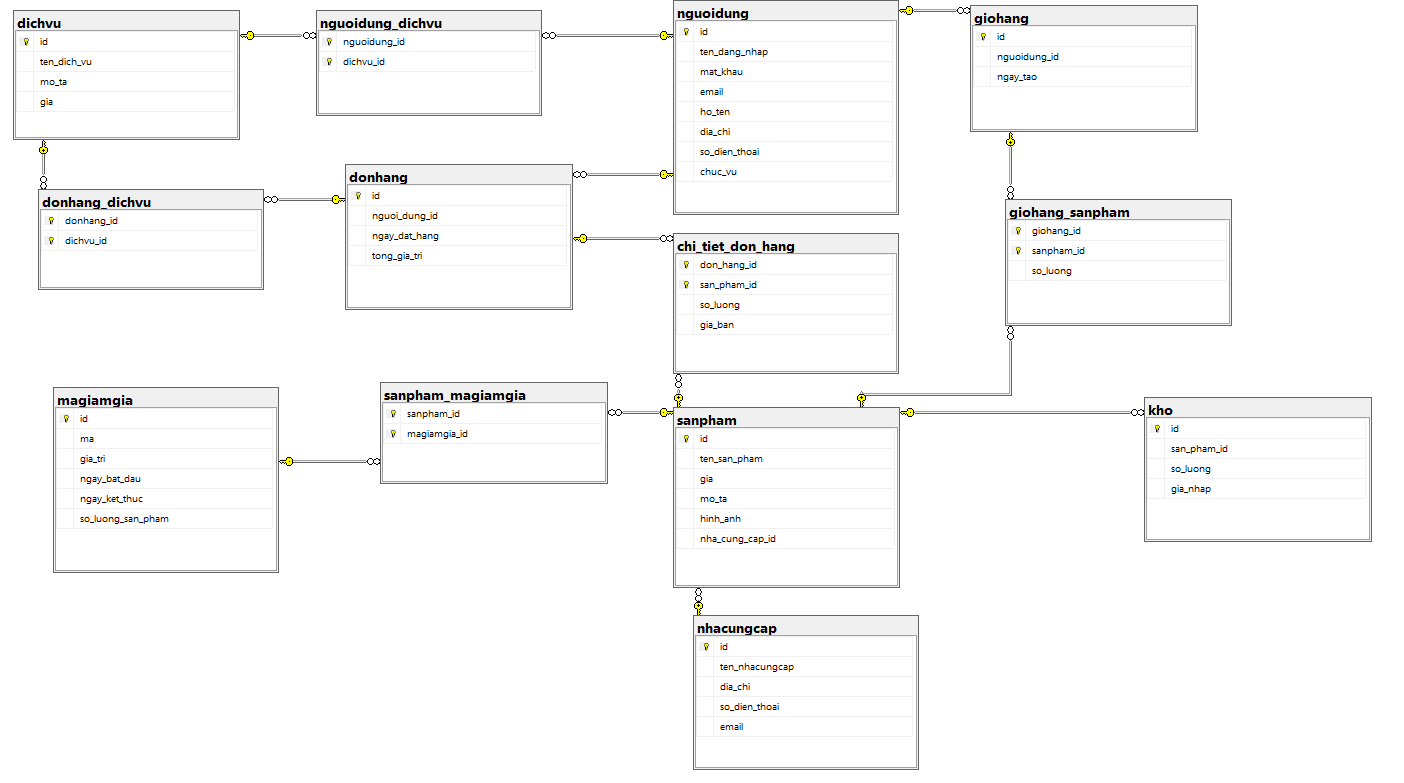 dichvu
id
ten_dich_vu
mo_ta
gia
nguoidung_dichvu
nguoidung_id
dichvu_id
nguoidung
id
ten_dang_nhap
mat_khau
email
ho_ten
dia_chi
so_dien_thoai
chuc_vu
giohang
id
nguoidung_id
ngay_tao
donhang_dichvu
donhang_id
dichvu_id
donhang
id
nguoi_dung_id
ngay_dat_hang
tong_gia_tri
chi_tiet_don_hang
don_hang_id
san_pham_id
so_luong
gia_ban
giohang_sanpham
giohang_id
sanpham_id
so_luong
magiamgia
id
ma
gia_tri
ngay_bat_dau
ngay_ket_thuc
so_luong_san_pham
sanpham_magiamgia
sanpham_id
magiamgia_id
sanpham
id
ten_san_pham
gia
mo_ta
hinh_anh
nha_cung_cap_id
kho
id
san_pham_id
so_luong
gia_nhap
nhacungcap
id
ten_nhacungcap
dia_chi
so_dien_thoai
email